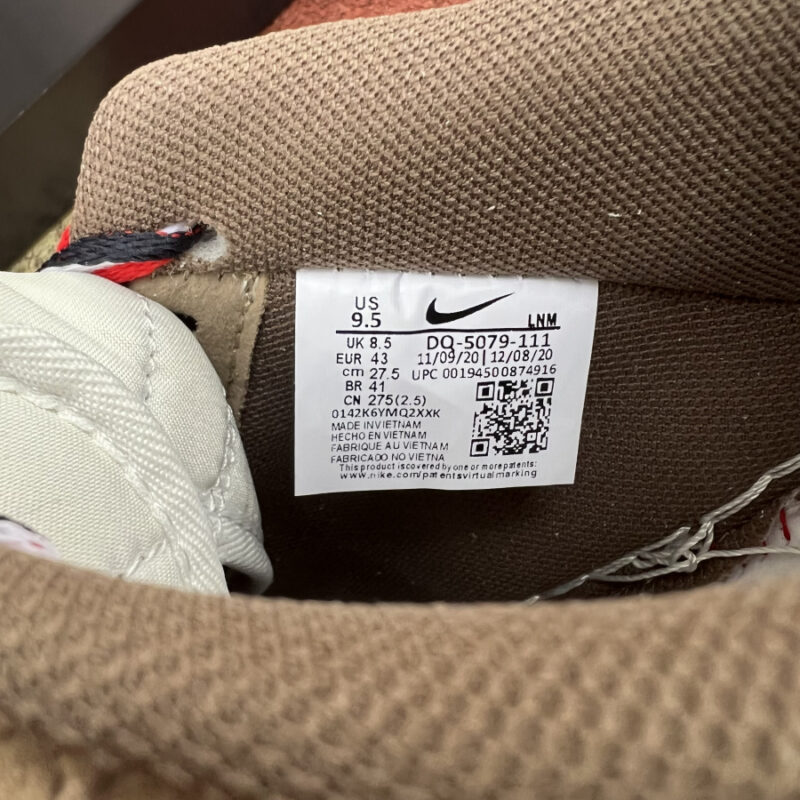 US
9.5
LNM
UK 8.5 DQ-5079-111
EUR 43 11/09/20|12/08/20
cm 27.5 UPC 00194500874916
BR 41
CN 275(2.5)
0142K6YMQ2XXK
MADE IN VIETNAM
HECHO EN VIETNAM
FABRIQUE AU VIETNAM
FABRICADO NO VIETNA
This product is covered by one or more patents:
www.nike.com/patentsvirtualmarking